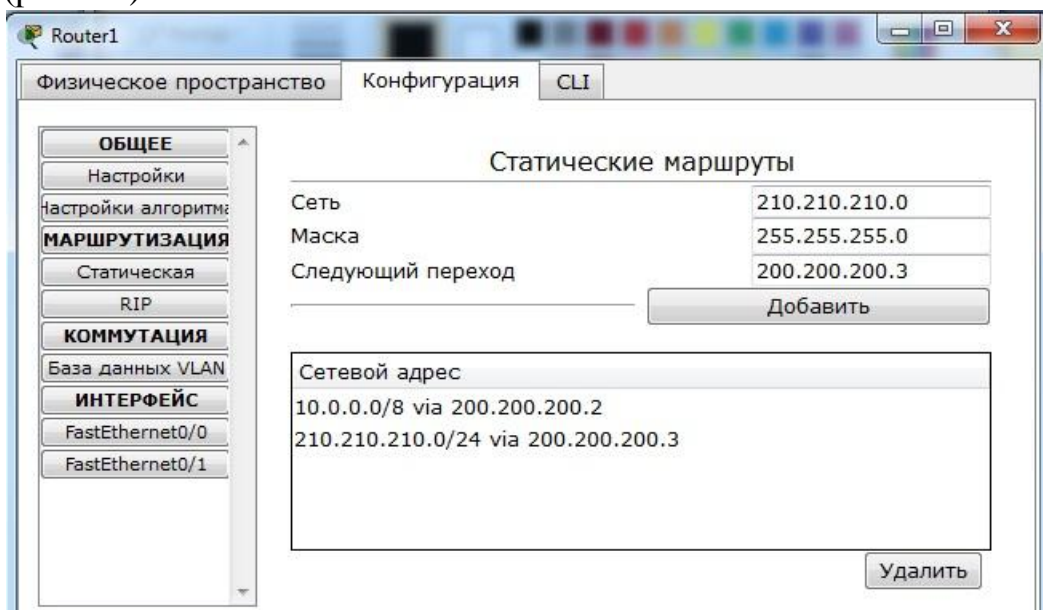 Router1
Физическое пространство Конфигурация CLI
ОБЩЕЕ
Настройки
Настройки алгоритма
МАРШРУТИЗАЦИЯ
Статическая
RIP
КОММУТАЦИЯ
База данных VLAN
ИНТЕРФЕЙС
FastEthernet0/0
FastEthernet0/1
Статические маршруты
Сеть 210.210.210.0
Маска 255.255.255.0
Следующий переход 200.200.200.3
Добавить
Сетевой адрес
10.0.0.0/8 via 200.200.200.2
210.210.210.0/24 via 200.200.200.3
Удалить